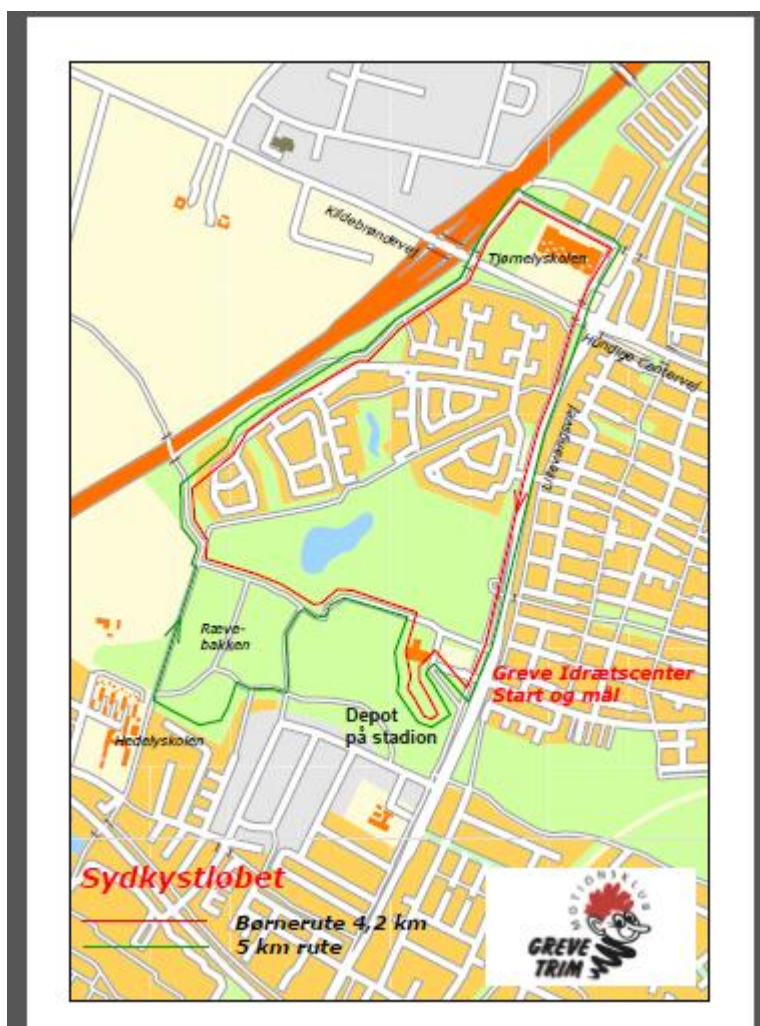 Kildebrøndevej
Tjørnelyskolen
Hundige Centervej
Lillevangsvej
Ræve-
bakken
Greve Idrætscenter
Start og mål
Depot
på stadion
Hedelyskolen
Sydkystløbet
Børnerute 4,2 km
5 km rute
MOTIONSKLUB
GREVE
TRIM